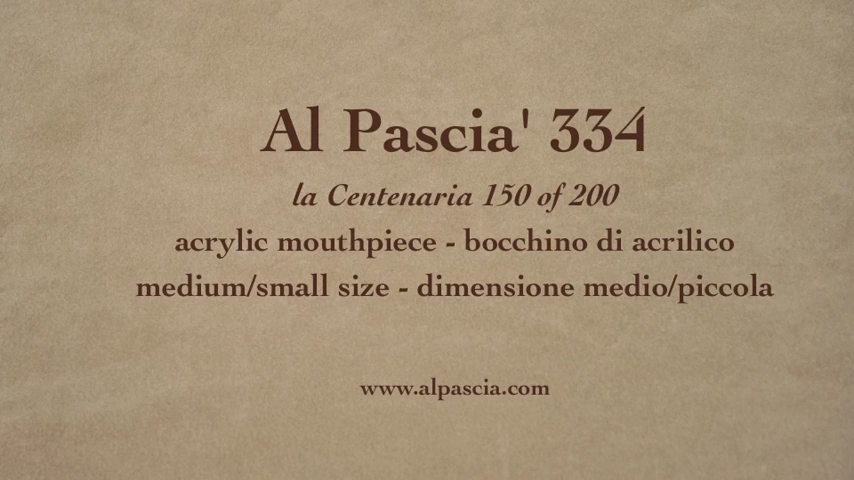 Al Pascia' 334
la Centenaria 150 of 200
acrylic mouthpiece - bocchino di acrilico
medium/small size - dimensione medio/piccola
www.alpascia.com